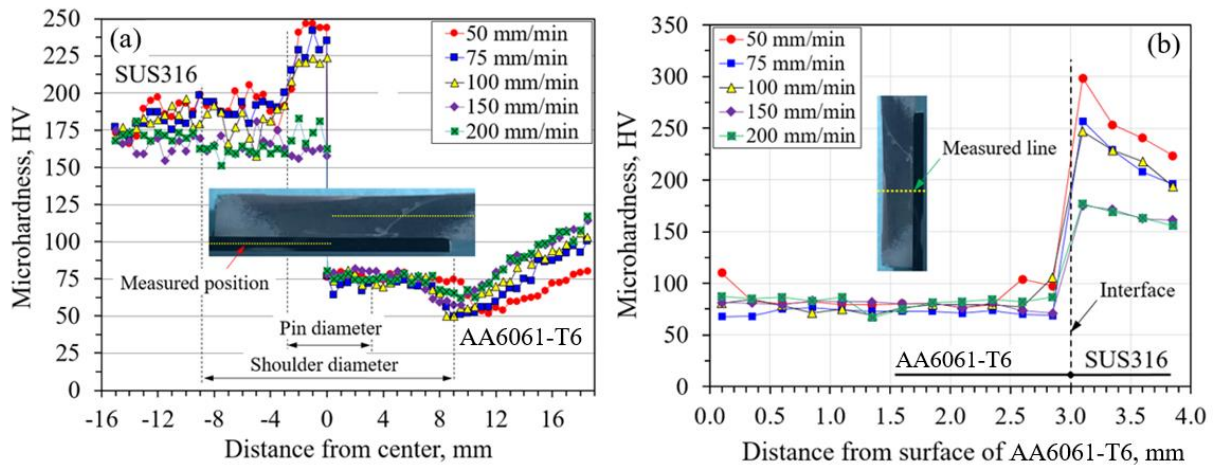 (a)
SUS316
50 mm/min
75 mm/min
100 mm/min
150 mm/min
200 mm/min
Measured position
Pin diameter
Shoulder diameter
AA6061-T6
Microhardness, HV
250
225
200
175
150
125
100
75
50
25
0
-16 -12 -8 -4 0 4 8 12 16
Distance from center, mm
(b)
50 mm/min
75 mm/min
100 mm/min
150 mm/min
200 mm/min
Measured line
Interface
AA6061-T6
SUS316
Microhardness, HV
350
300
250
200
150
100
50
0
0.0 0.5 1.0 1.5 2.0 2.5 3.0 3.5 4.0
Distance from surface of AA6061-T6, mm